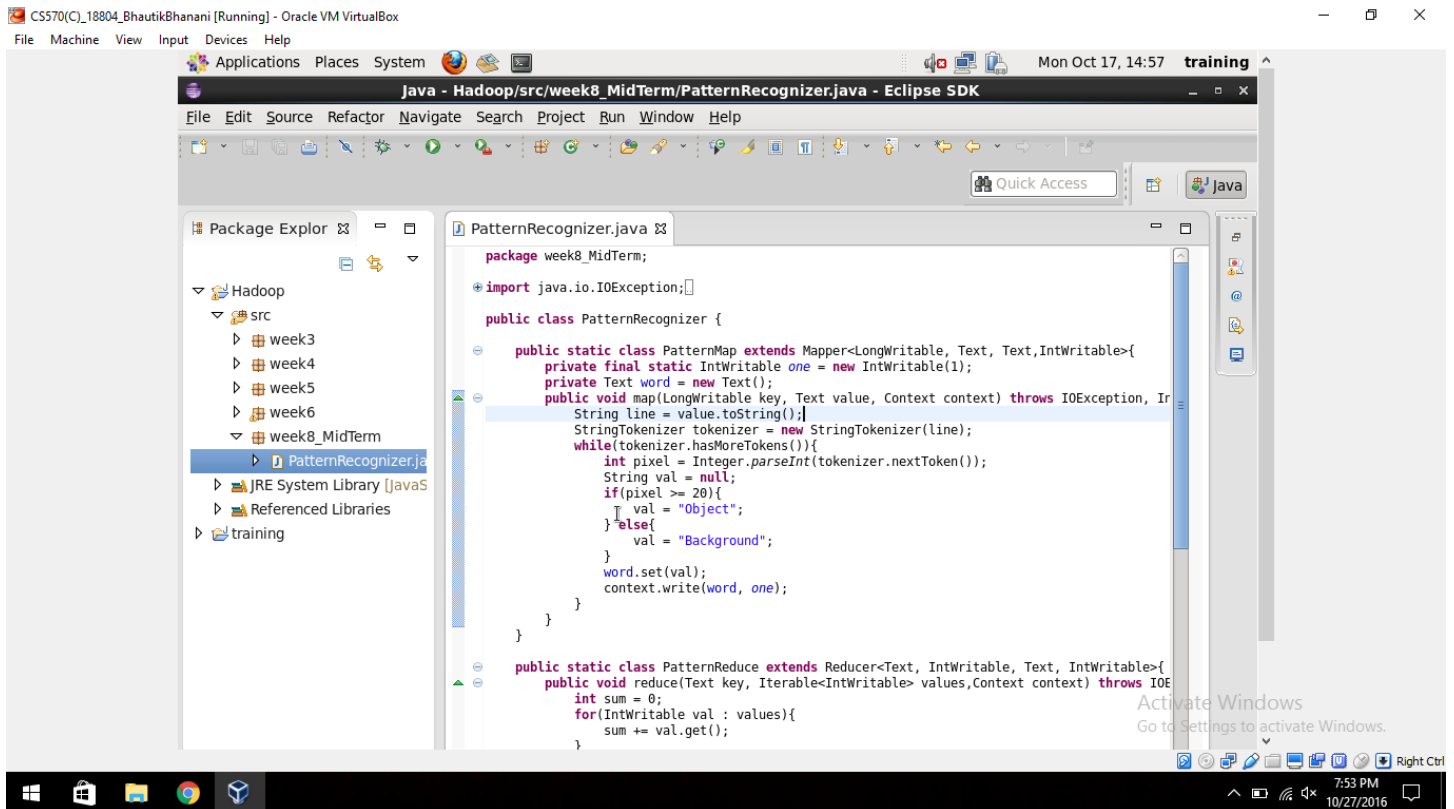 CS570(C)_18804_BhautikBhanani [Running] - Oracle VM VirtualBox
File Machine View Input Devices Help
Applications Places System Mon Oct 17, 14:57 training
Java - Hadoop/src/week8_MidTerm/PatternRecognizer.java - Eclipse SDK
File Edit Source Refactor Navigate Search Project Run Window Help
Quick Access Java
Package Explor
Hadoop
src
week3
week4
week5
week6
week8_MidTerm
PatternRecognizer.ja
JRE System Library [JavaS
Referenced Libraries
training
PatternRecognizer.java
package week8_MidTerm;
import java.io.IOException;
public class PatternRecognizer {
public static class PatternMap extends Mapper<LongWritable, Text, Text,IntWritable>{
private final static IntWritable one = new IntWritable(1);
private Text word = new Text();
public void map(LongWritable key, Text value, Context context) throws IOException, Ir
String line = value.toString();
StringTokenizer tokenizer = new StringTokenizer(line);
while(tokenizer.hasMoreTokens()){
int pixel = Integer.parseInt(tokenizer.nextToken());
String val = null;
if(pixel >= 20){
val = "Object";
} else{
val = "Background";
}
word.set(val);
context.write(word, one);
}
}
}
public static class PatternReduce extends Reducer<Text, IntWritable, Text, IntWritable>{
public void reduce(Text key, Iterable<IntWritable> values,Context context) throws IOE
int sum = 0;
for(IntWritable val : values){
sum += val.get();
}
Activate Windows
Go to Settings to activate Windows.
Right Ctrl
7:53 PM
10/27/2016